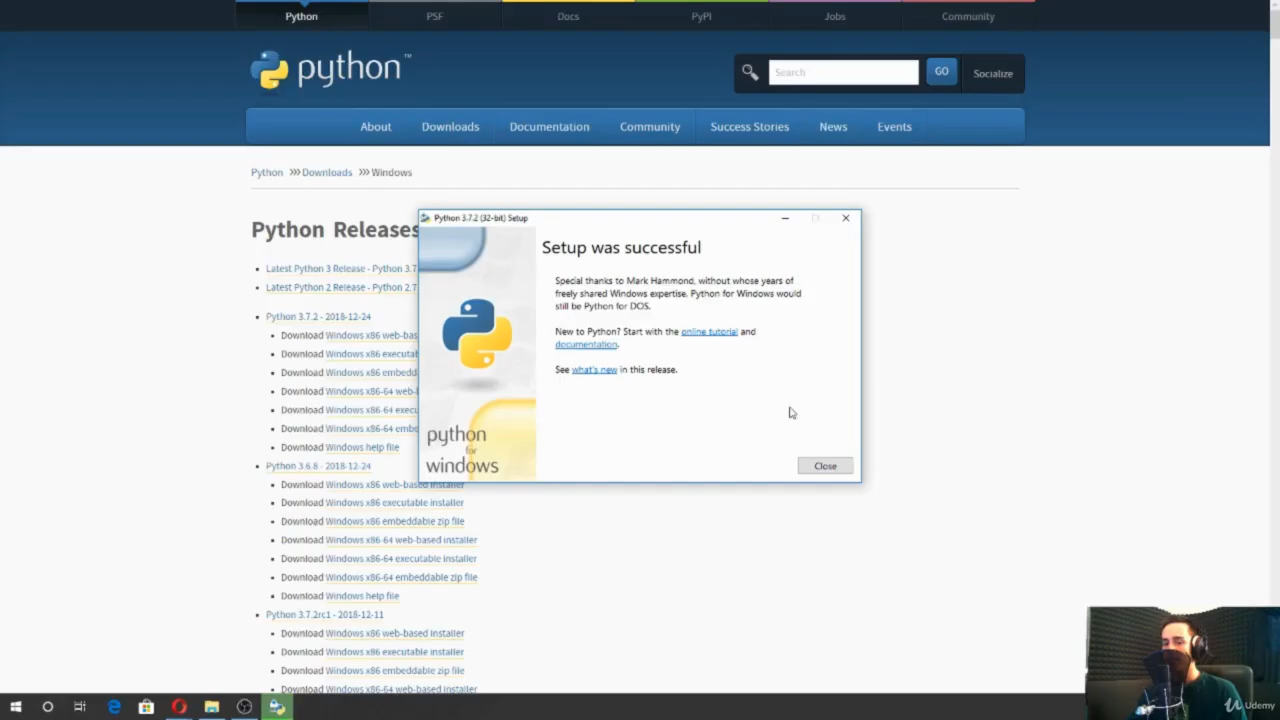 Python
PSF
Docs
PyPI
Jobs
Community
python™
Search
GO
Socialize
About
Downloads
Documentation
Community
Success Stories
News
Events
Python >>> Downloads >>> Windows
Python Releases
Latest Python 3 Release - Python 3.7
Latest Python 2 Release - Python 2.7
Python 3.7.2 - 2018-12-24
Download Windows x86 web-bas
Download Windows x86 executab
Download Windows x86 embedd
Download Windows x86-64 web-
Download Windows x86-64 execu
Download Windows x86-64 embe
Download Windows help file
Python 3.6.8 - 2018-12-24
Download Windows x86 web-based installer
Download Windows x86 executable installer
Download Windows x86 embeddable zip file
Download Windows x86-64 web-based installer
Download Windows x86-64 executable installer
Download Windows x86-64 embeddable zip file
Download Windows help file
Python 3.7.2rc1 - 2018-12-11
Download Windows x86 web-based installer
Download Windows x86 executable installer
Download Windows x86 embeddable zip file
Download Windows x86-64 web-based installer
Python 3.7.2 (32-bit) Setup
Setup was successful
Special thanks to Mark Hammond, without whose years of
freely shared Windows expertise, Python for Windows would
still be Python for DOS.
New to Python? Start with the online tutorial and
documentation.
See what's new in this release.
python
for
windows
Close
Udemy